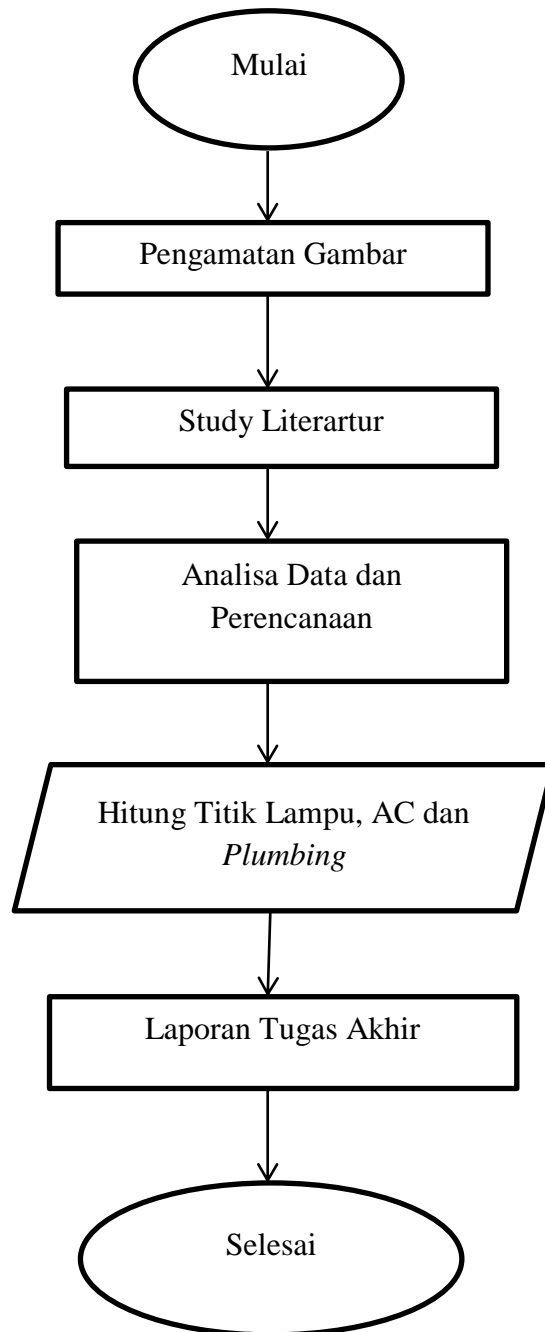 Mulai
Pengamatan Gambar
Study Literartur
Analisa Data dan
Perencanaan
Hitung Titik Lampu, AC dan
Plumbing
Laporan Tugas Akhir
Selesai